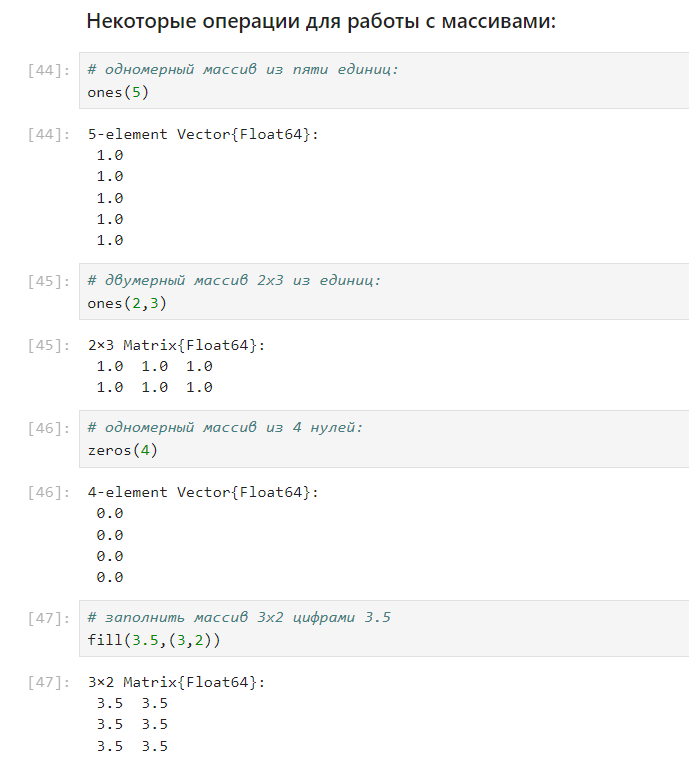 Некоторые операции для работы с массивами:
[44]: # одномерный массив из пяти единиц:
ones(5)
[44]: 5-element Vector{Float64}:
1.0
1.0
1.0
1.0
1.0
[45]: # двумерный массив 2x3 из единиц:
ones(2,3)
[45]: 2×3 Matrix{Float64}:
1.0  1.0  1.0
1.0  1.0  1.0
[46]: # одномерный массив из 4 нулей:
zeros(4)
[46]: 4-element Vector{Float64}:
0.0
0.0
0.0
0.0
[47]: # заполнить массив 3x2 цифрами 3.5
fill(3.5,(3,2))
[47]: 3×2 Matrix{Float64}:
3.5  3.5
3.5  3.5
3.5  3.5